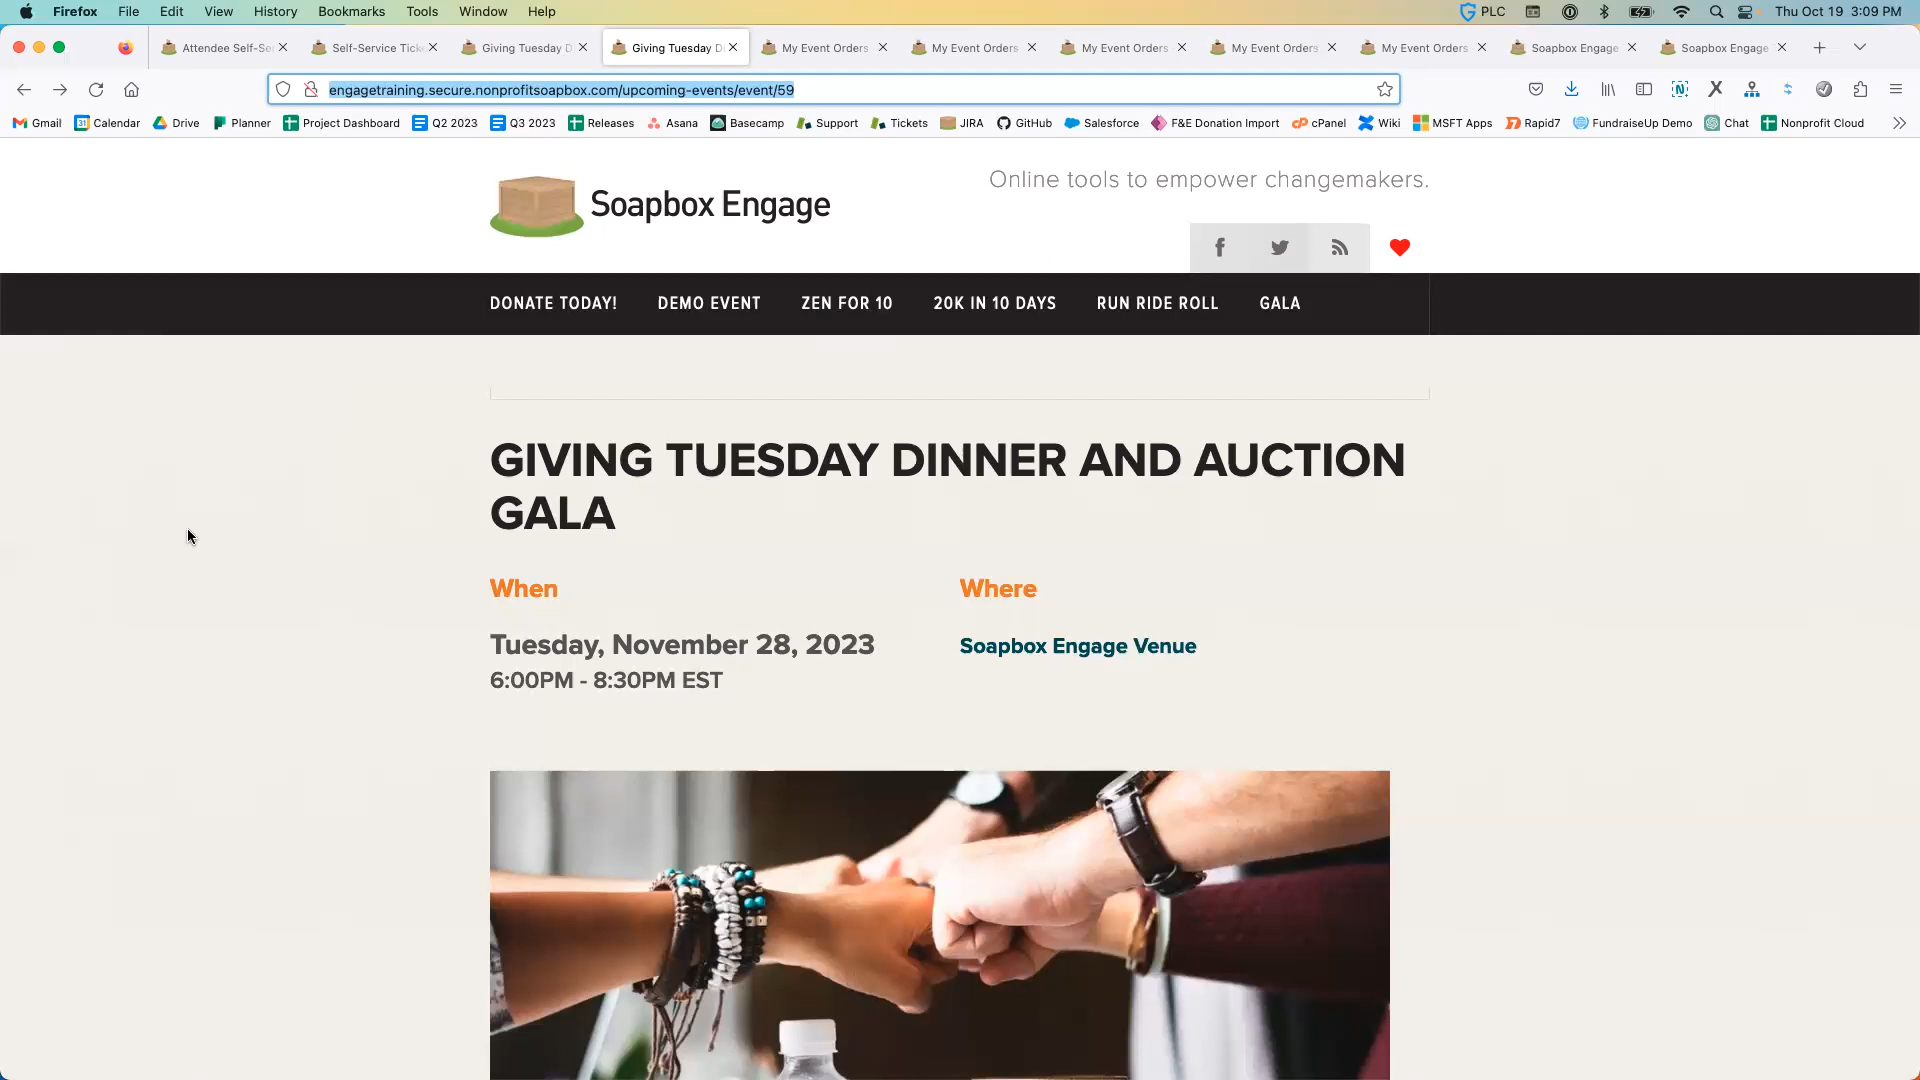 Firefox File Edit View History Bookmarks Tools Window Help PLC Thu Oct 19 3:09 PM
Attendee Self-Se Self-Service Tick Giving Tuesday D Giving Tuesday D My Event Orders My Event Orders My Event Orders My Event Orders My Event Orders Soapbox Engage Soapbox Engage
engagetraining.secure.nonprofitsoapbox.com/upcoming-events/event/59
Gmail Calendar Drive Planner Project Dashboard Q2 2023 Q3 2023 Releases Asana Basecamp Support Tickets JIRA GitHub Salesforce F&E Donation Import cPanel Wiki MSFT Apps Rapid7 FundraiseUp Demo Chat Nonprofit Cloud
Online tools to empower changemakers.
Soapbox Engage
DONATE TODAY! DEMO EVENT ZEN FOR 10 20K IN 10 DAYS RUN RIDE ROLL GALA
GIVING TUESDAY DINNER AND AUCTION
GALA
When Where
Tuesday, November 28, 2023 Soapbox Engage Venue
6:00PM - 8:30PM EST